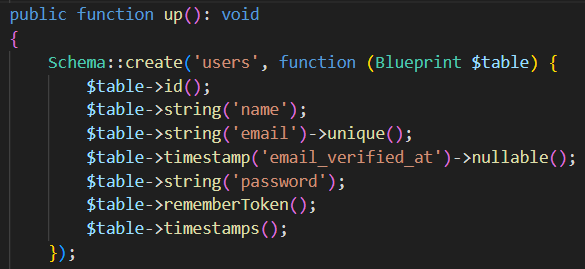 public function up(): void
{
    Schema::create('users', function (Blueprint $table) {
        $table->id();
        $table->string('name');
        $table->string('email')->unique();
        $table->timestamp('email_verified_at')->nullable();
        $table->string('password');
        $table->rememberToken();
        $table->timestamps();
    });